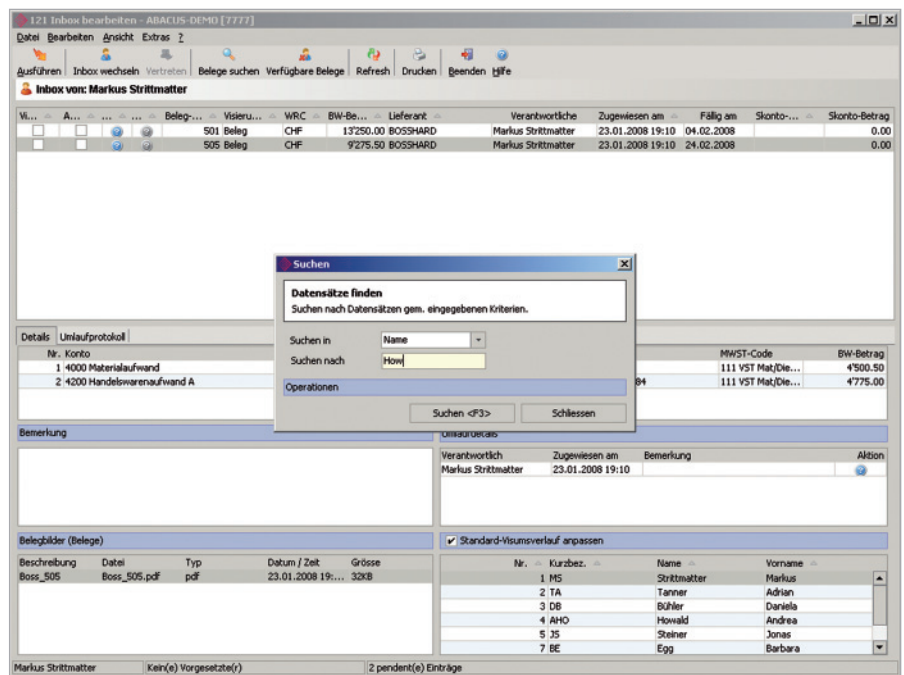 121 Inbox bearbeiten - ABACUS-DEMO [7777]
Datei Bearbeiten Ansicht Extras ?
Ausführen Inbox wechseln Vertreten Belege suchen Verfügbare Belege Refresh Drucken Beenden Hilfe
Inbox von: Markus Strittmatter
Vi... A... ... ... Beleg-... Visieru... WRC BW-Be... Lieferant Verantwortliche Zugewiesen am Fällig am Skonto-... Skonto-Betrag
501 Beleg CHF 13'250.00 BOSSHARD Markus Strittmatter 23.01.2008 19:10 04.02.2008 0.00
505 Beleg CHF 9'275.50 BOSSHARD Markus Strittmatter 23.01.2008 19:10 24.02.2008 0.00
Suchen
Datensätze finden
Suchen nach Datensätzen gem. eingegebenen Kriterien.
Suchen in Name
Suchen nach How
Operationen
Suchen <F3> Schliessen
Details Umlaufprotokoll
Nr. Konto MWST-Code BW-Betrag
1 4000 Materialaufwand 111 VST Mat/Die... 4'500.50
2 4200 Handelswarenaufwand A 84 111 VST Mat/Die... 4'775.00
Bemerkung Umlaufdetails
Verantwortlich Zugewiesen am Bemerkung Aktion
Markus Strittmatter 23.01.2008 19:10
Belegbilder (Belege) Standard-Visumsverlauf anpassen
Beschreibung Datei Typ Datum / Zeit Grösse
Boss_505 Boss_505.pdf pdf 23.01.2008 19:... 32KB
Nr. Kurzbez. Name Vorname
1 MS Strittmatter Markus
2 TA Tanner Adrian
3 DB Bühler Daniela
4 AHO Howald Andrea
5 JS Steiner Jonas
7 BE Egg Barbara
Markus Strittmatter Kein(e) Vorgesetzte(r) 2 pendent(e) Einträge